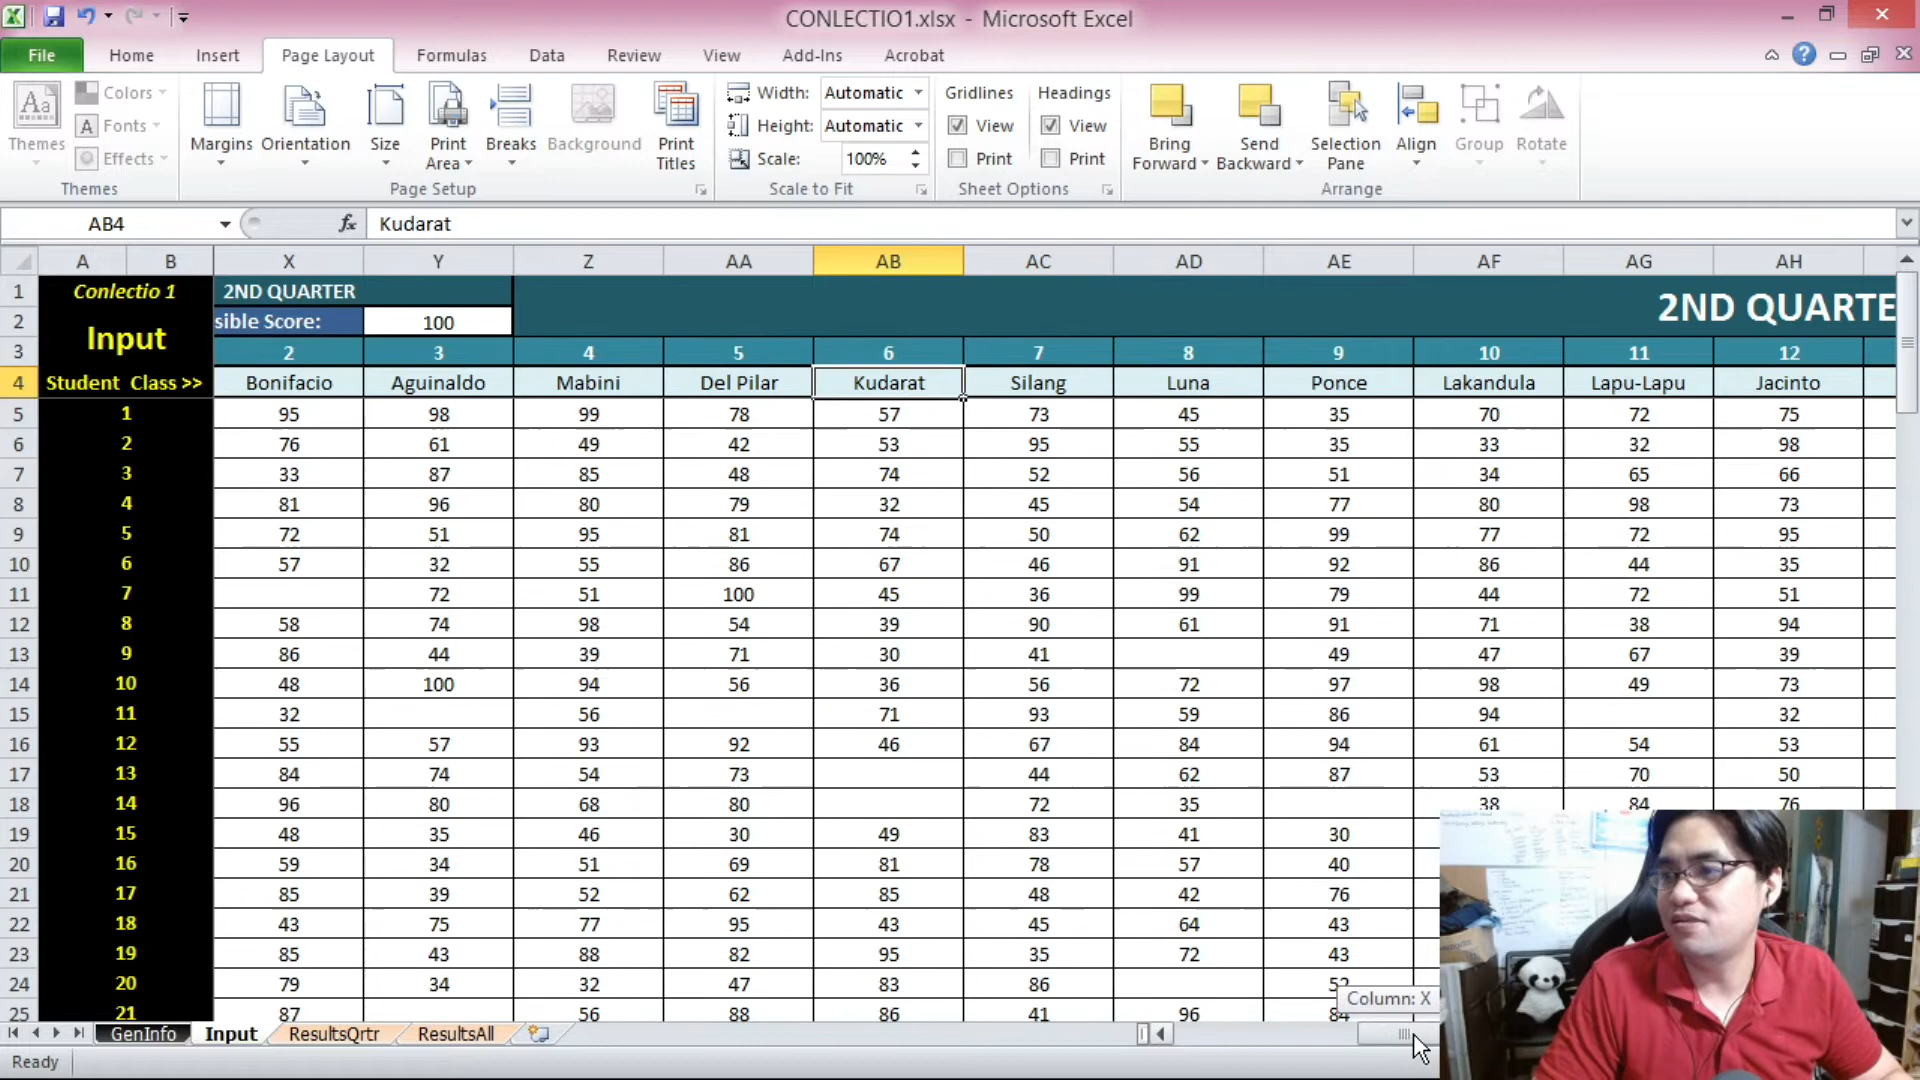 CONLECTIO1.xlsx - Microsoft Excel
File Home Insert Page Layout Formulas Data Review View Add-Ins Acrobat
Themes Colors Fonts Effects Themes
Margins Orientation Size Print Area Breaks Background Print Titles Page Setup
Width: Automatic Height: Automatic Scale: 100% Scale to Fit
Gridlines View Print Headings View Print Sheet Options
Bring Forward Send Backward Selection Pane Align Group Rotate Arrange
AB4 fx Kudarat
A B X Y Z AA AB AC AD AE AF AG AH
1 Conlectio 1 2ND QUARTER 2ND QUARTE
2 Input sible Score: 100
3 2 3 4 5 6 7 8 9 10 11 12
4 Student Class >> Bonifacio Aguinaldo Mabini Del Pilar Kudarat Silang Luna Ponce Lakandula Lapu-Lapu Jacinto
5 1 95 98 99 78 57 73 45 35 70 72 75
6 2 76 61 49 42 53 95 55 35 33 32 98
7 3 33 87 85 48 74 52 56 51 34 65 66
8 4 81 96 80 79 32 45 54 77 80 98 73
9 5 72 51 95 81 74 50 62 99 77 72 95
10 6 57 32 55 86 67 46 91 92 86 44 35
11 7 72 51 100 45 36 99 79 44 72 51
12 8 58 74 98 54 39 90 61 91 71 38 94
13 9 86 44 39 71 30 41 49 47 67 39
14 10 48 100 94 56 36 56 72 97 98 49 73
15 11 32 56 71 93 59 86 94 32
16 12 55 57 93 92 46 67 84 94 61 54 53
17 13 84 74 54 73 44 62 87 53 70 50
18 14 96 80 68 80 72 35 38 84 76
19 15 48 35 46 30 49 83 41 30
20 16 59 34 51 69 81 78 57 40
21 17 85 39 52 62 85 48 42 76
22 18 43 75 77 95 43 45 64 43
23 19 85 43 88 82 95 35 72 43
24 20 79 34 32 47 83 86
25 21 87 56 88 86 41 96 84
Column: X
GenInfo Input ResultsQrtr ResultsAll
Ready